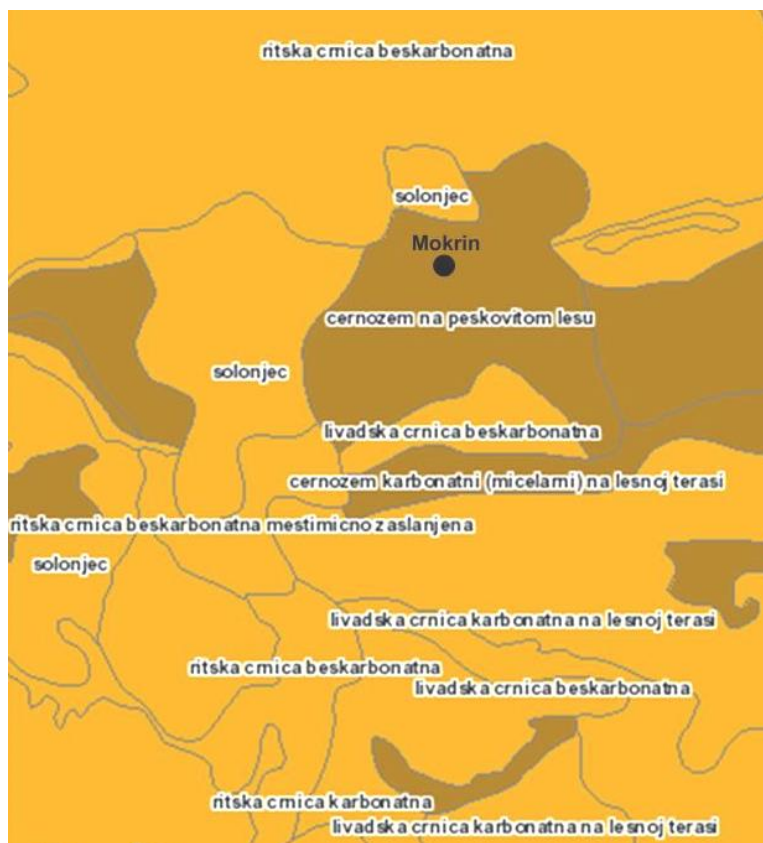 ritska crnica beskarbonatna
solonjec
Mokrin
cernozem na peskovitom lesu
solonjec
livadska crnica beskarbonatna
cernozem karbonatni (micelarni) na lesnoj terasi
ritska crnica beskarbonatna mestimicno zaslanjena
solonjec
livadska crnica karbonatna na lesnoj terasi
ritska crnica beskarbonatna
livadska crnica beskarbonatna
ritska crnica karbonatna
livadska crnica karbonatna na lesnoj terasi